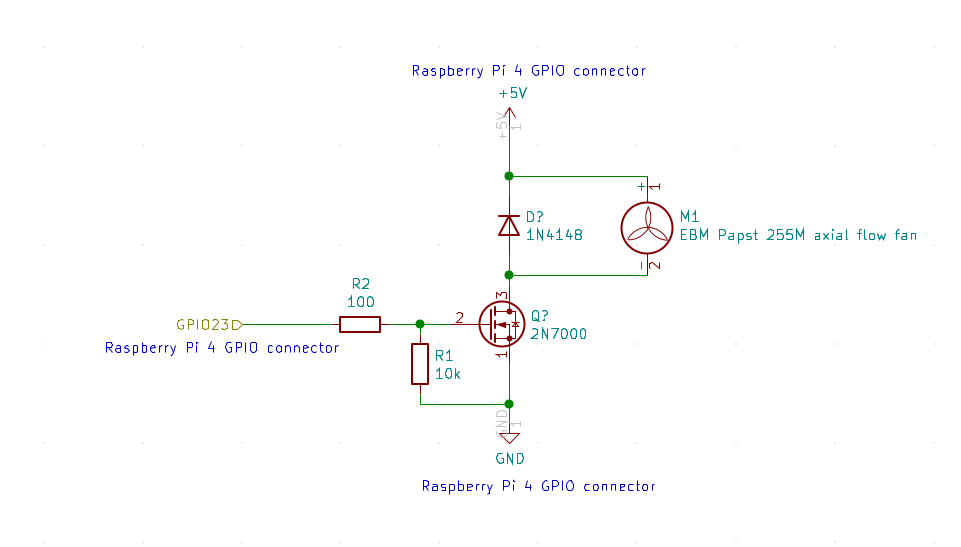 Raspberry Pi 4 GPIO connector
+5V
+5V
1
+
1
D?
1N4148
M1
EBM Papst 255M axial flow fan
-
2
R2
100
3
GPIO23
2
Q?
2N7000
Raspberry Pi 4 GPIO connector
R1
10k
1
GND
1
GND
Raspberry Pi 4 GPIO connector